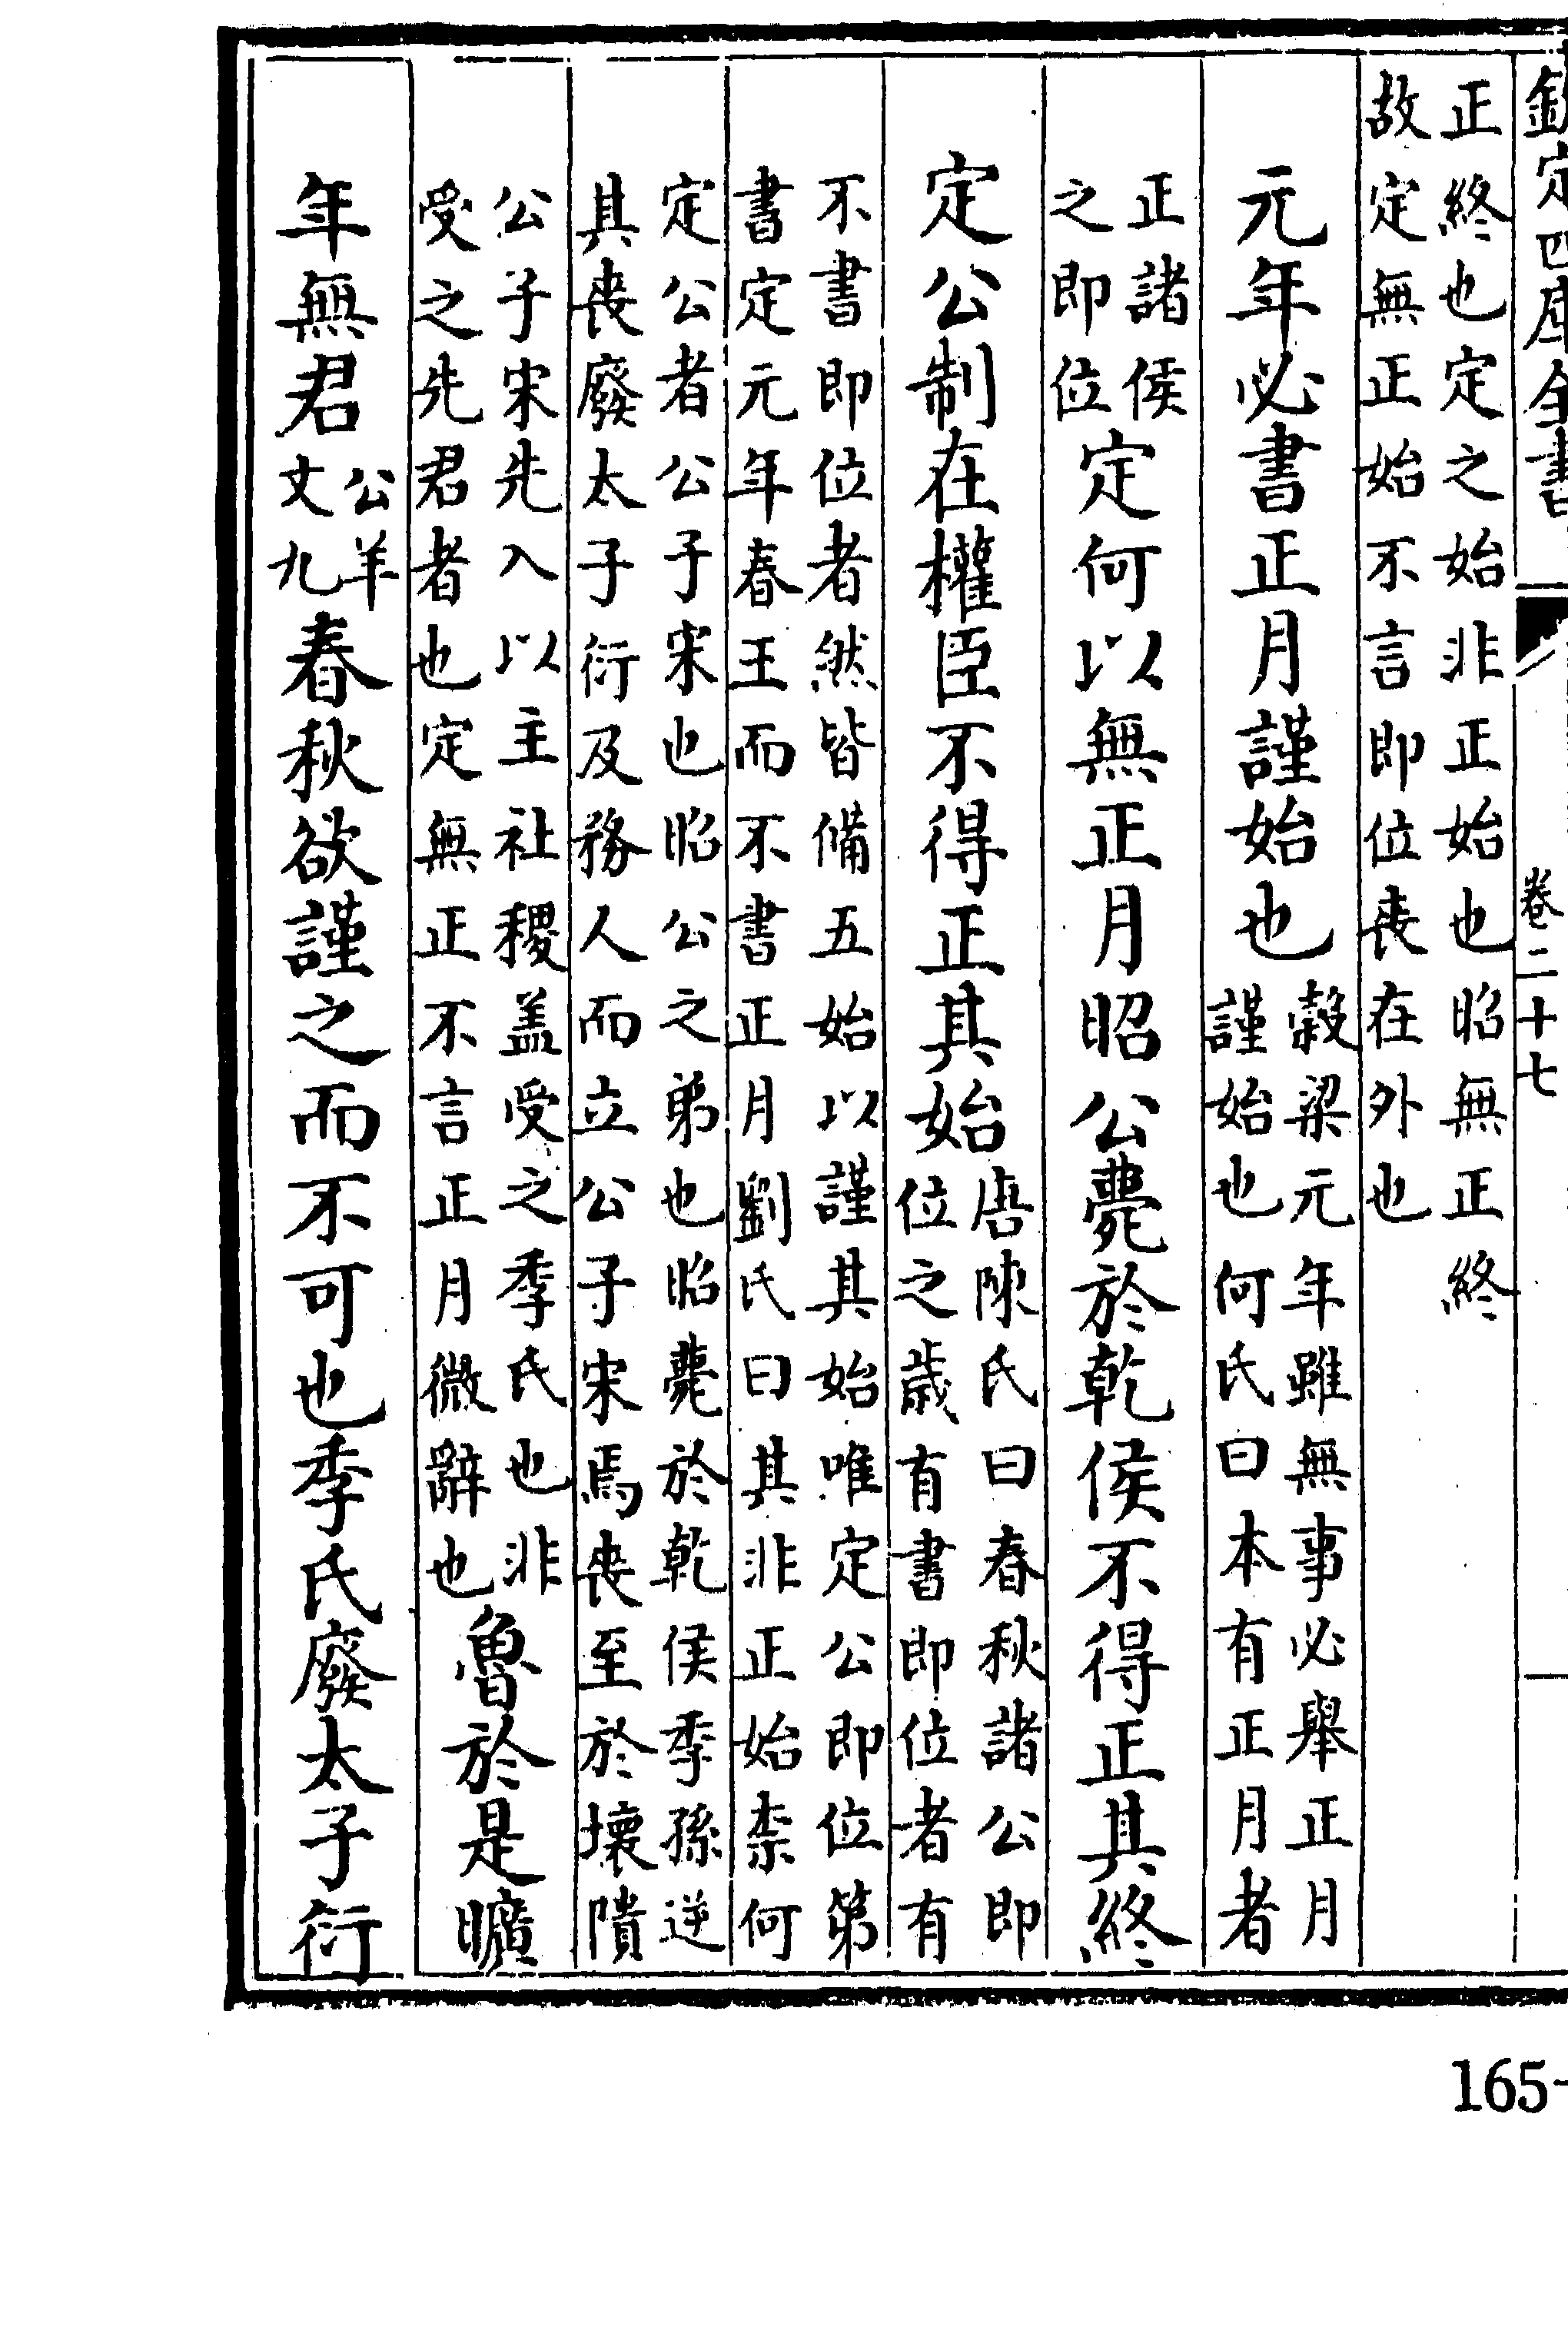 欽定四庫全書
卷二十七
正終也定之始非正始也昭無正終
故定無正始不言即位喪在外也
元年必書正月謹始也
榖梁元年雖無事必舉正月
謹始也何氏曰本有正月者
正諸侯
之即位
定何以無正月昭公薨於乾侯不得正其終
定公制在權臣不得正其始
唐陳氏曰春秋諸公即
位之歲有書即位者有
不書即位者然皆備五始以謹其始唯定公即位第
書定元年春王而不書正月劉氏曰其非正始柰何
定公者公子宋也昭公之弟也昭薨於乾侯季孫逆
其喪廢太子衍及務人而立公子宋焉喪至於壞隤
公子宋先入以主社稷盖受之季氏也非
受之先君者也定無正不言正月微辭也
魯於是曠
年無君
公羊
文九
春秋欲謹之而不可也季氏廢太子衍
165-